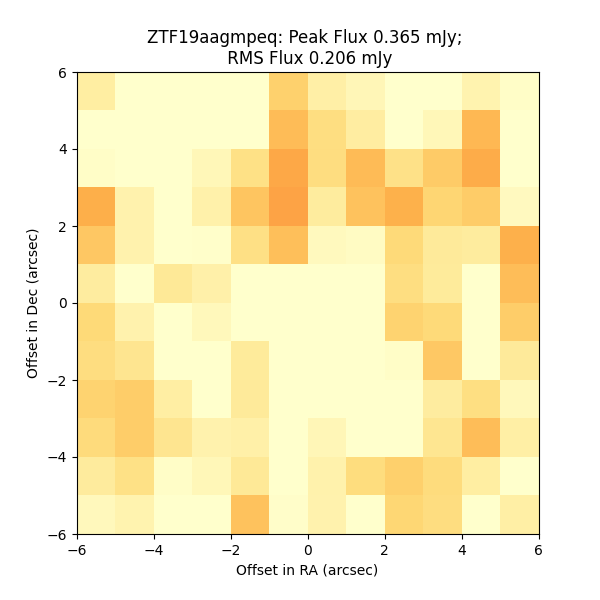 ZTF19aagmpeq: Peak Flux 0.365 mJy;
RMS Flux 0.206 mJy
6
4
2
0
−2
−4
−6
Offset in Dec (arcsec)
−6 −4 −2 0 2 4 6
Offset in RA (arcsec)